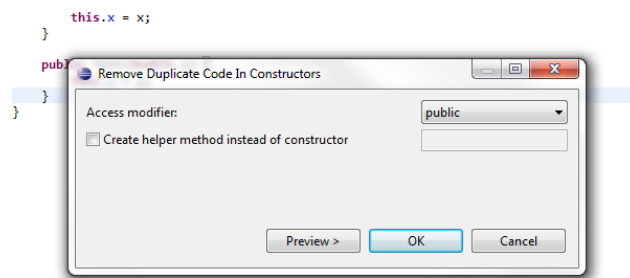 this.x = x;
}
publ
Remove Duplicate Code In Constructors
}
Access modifier:
public
}
Create helper method instead of constructor
Preview >
OK
Cancel